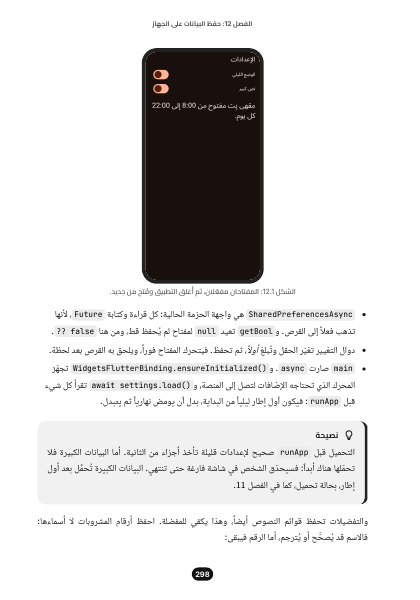 الفصل 12: حفظ البيانات على الجهاز
الإعدادات
الوضع الليلي
نص كبير
مقهى بِت مفتوح من 8:00 إلى 22:00
كل يوم.
الشكل 12.1: المفتاحان مفعّلان، ثم أُغلق التطبيق وفُتح من جديد.
• SharedPreferencesAsync هي واجهة الحزمة الحالية: كل قراءة وكتابة Future، لأنها
تذهب فعلاً إلى القرص. و getBool تعيد null لمفتاح لم يُحفظ قط، ومن هنا ?? false.
• دوال التغيير تغيّر الحقل وتُبلغ أولاً، ثم تحفظ. فيتحرك المفتاح فوراً، ويلحق به القرص بعد لحظة.
• main صارت async. و WidgetsFlutterBinding.ensureInitialized() تجهّز
المحرك الذي تحتاجه الإضافات لتصل إلى المنصة، و await settings.load() تقرأ كل شيء
قبل runApp: فيكون أول إطار ليلياً من البداية، بدل أن يومض نهارياً ثم يتبدل.
نصيحة
التحميل قبل runApp صحيح لإعدادات قليلة تأخذ أجزاء من الثانية. أما البيانات الكبيرة فلا
تحمّلها هناك أبداً: فسيحدّق الشخص في شاشة فارغة حتى تنتهي. البيانات الكبيرة تُحمَّل بعد أول
إطار، بحالة تحميل، كما في الفصل 11.
والتفضيلات تحفظ قوائم النصوص أيضاً، وهذا يكفي للمفضلة. احفظ أرقام المشروبات لا أسماءها:
فالاسم قد يُصحَّح أو يُترجم، أما الرقم فيبقى:
298